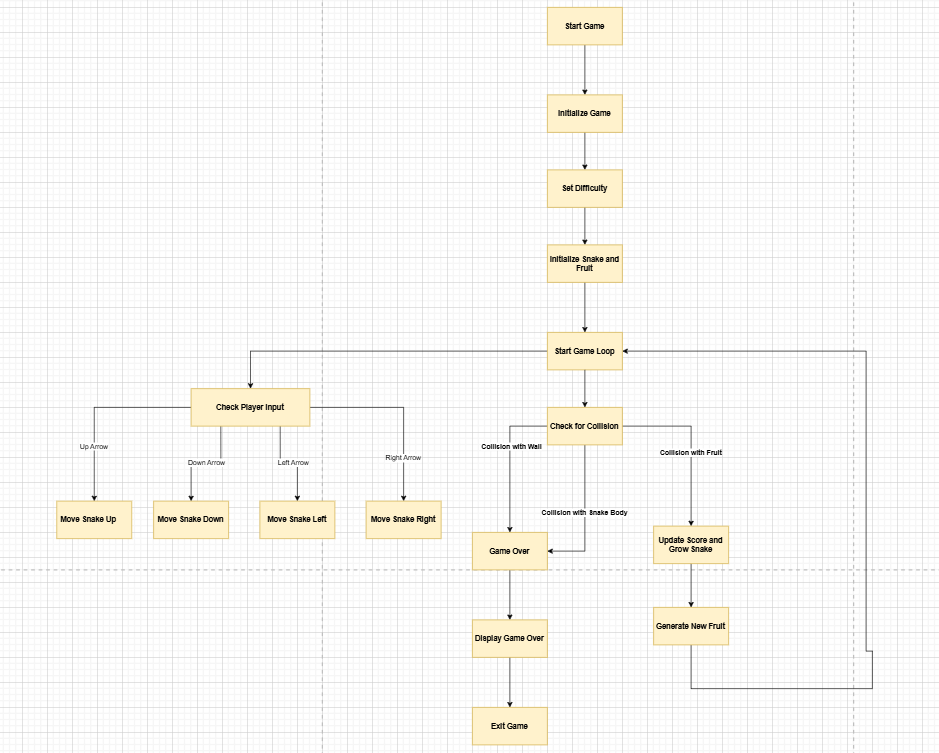 Start Game
Initialize Game
Set Difficulty
Initialize Snake and
Fruit
Start Game Loop
Check Player Input
Check for Collision
Up Arrow
Down Arrow
Left Arrow
Right Arrow
Collision with Wall
Collision with Fruit
Collision with Snake Body
Move Snake Up
Move Snake Down
Move Snake Left
Move Snake Right
Game Over
Update Score and
Grow Snake
Display Game Over
Generate New Fruit
Exit Game